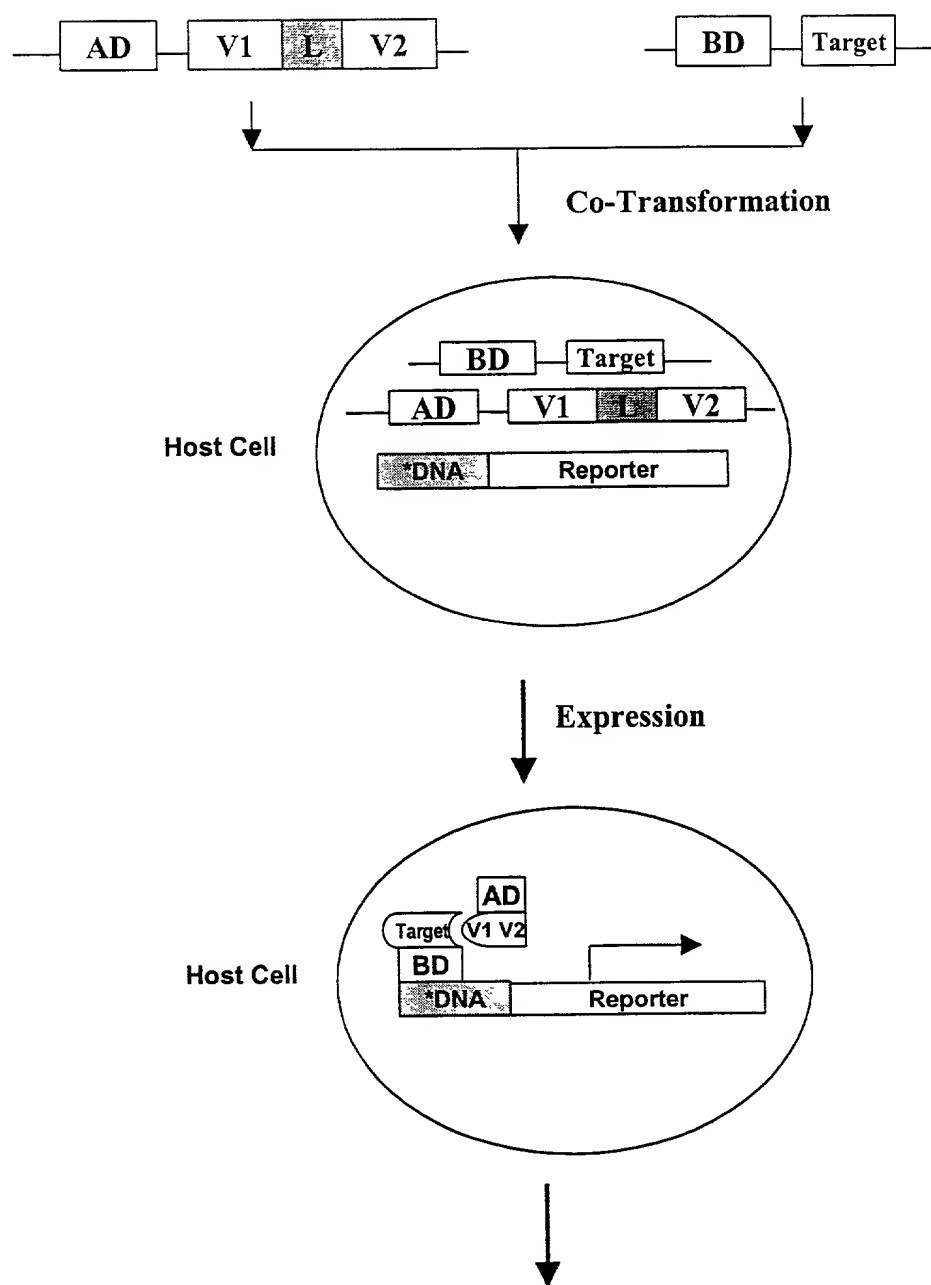 AD V1 L V2 BD Target
Co-Transformation
BD Target
AD V1 L V2
Host Cell
*DNA Reporter
Expression
AD
Target V1 V2
BD
Host Cell
*DNA Reporter